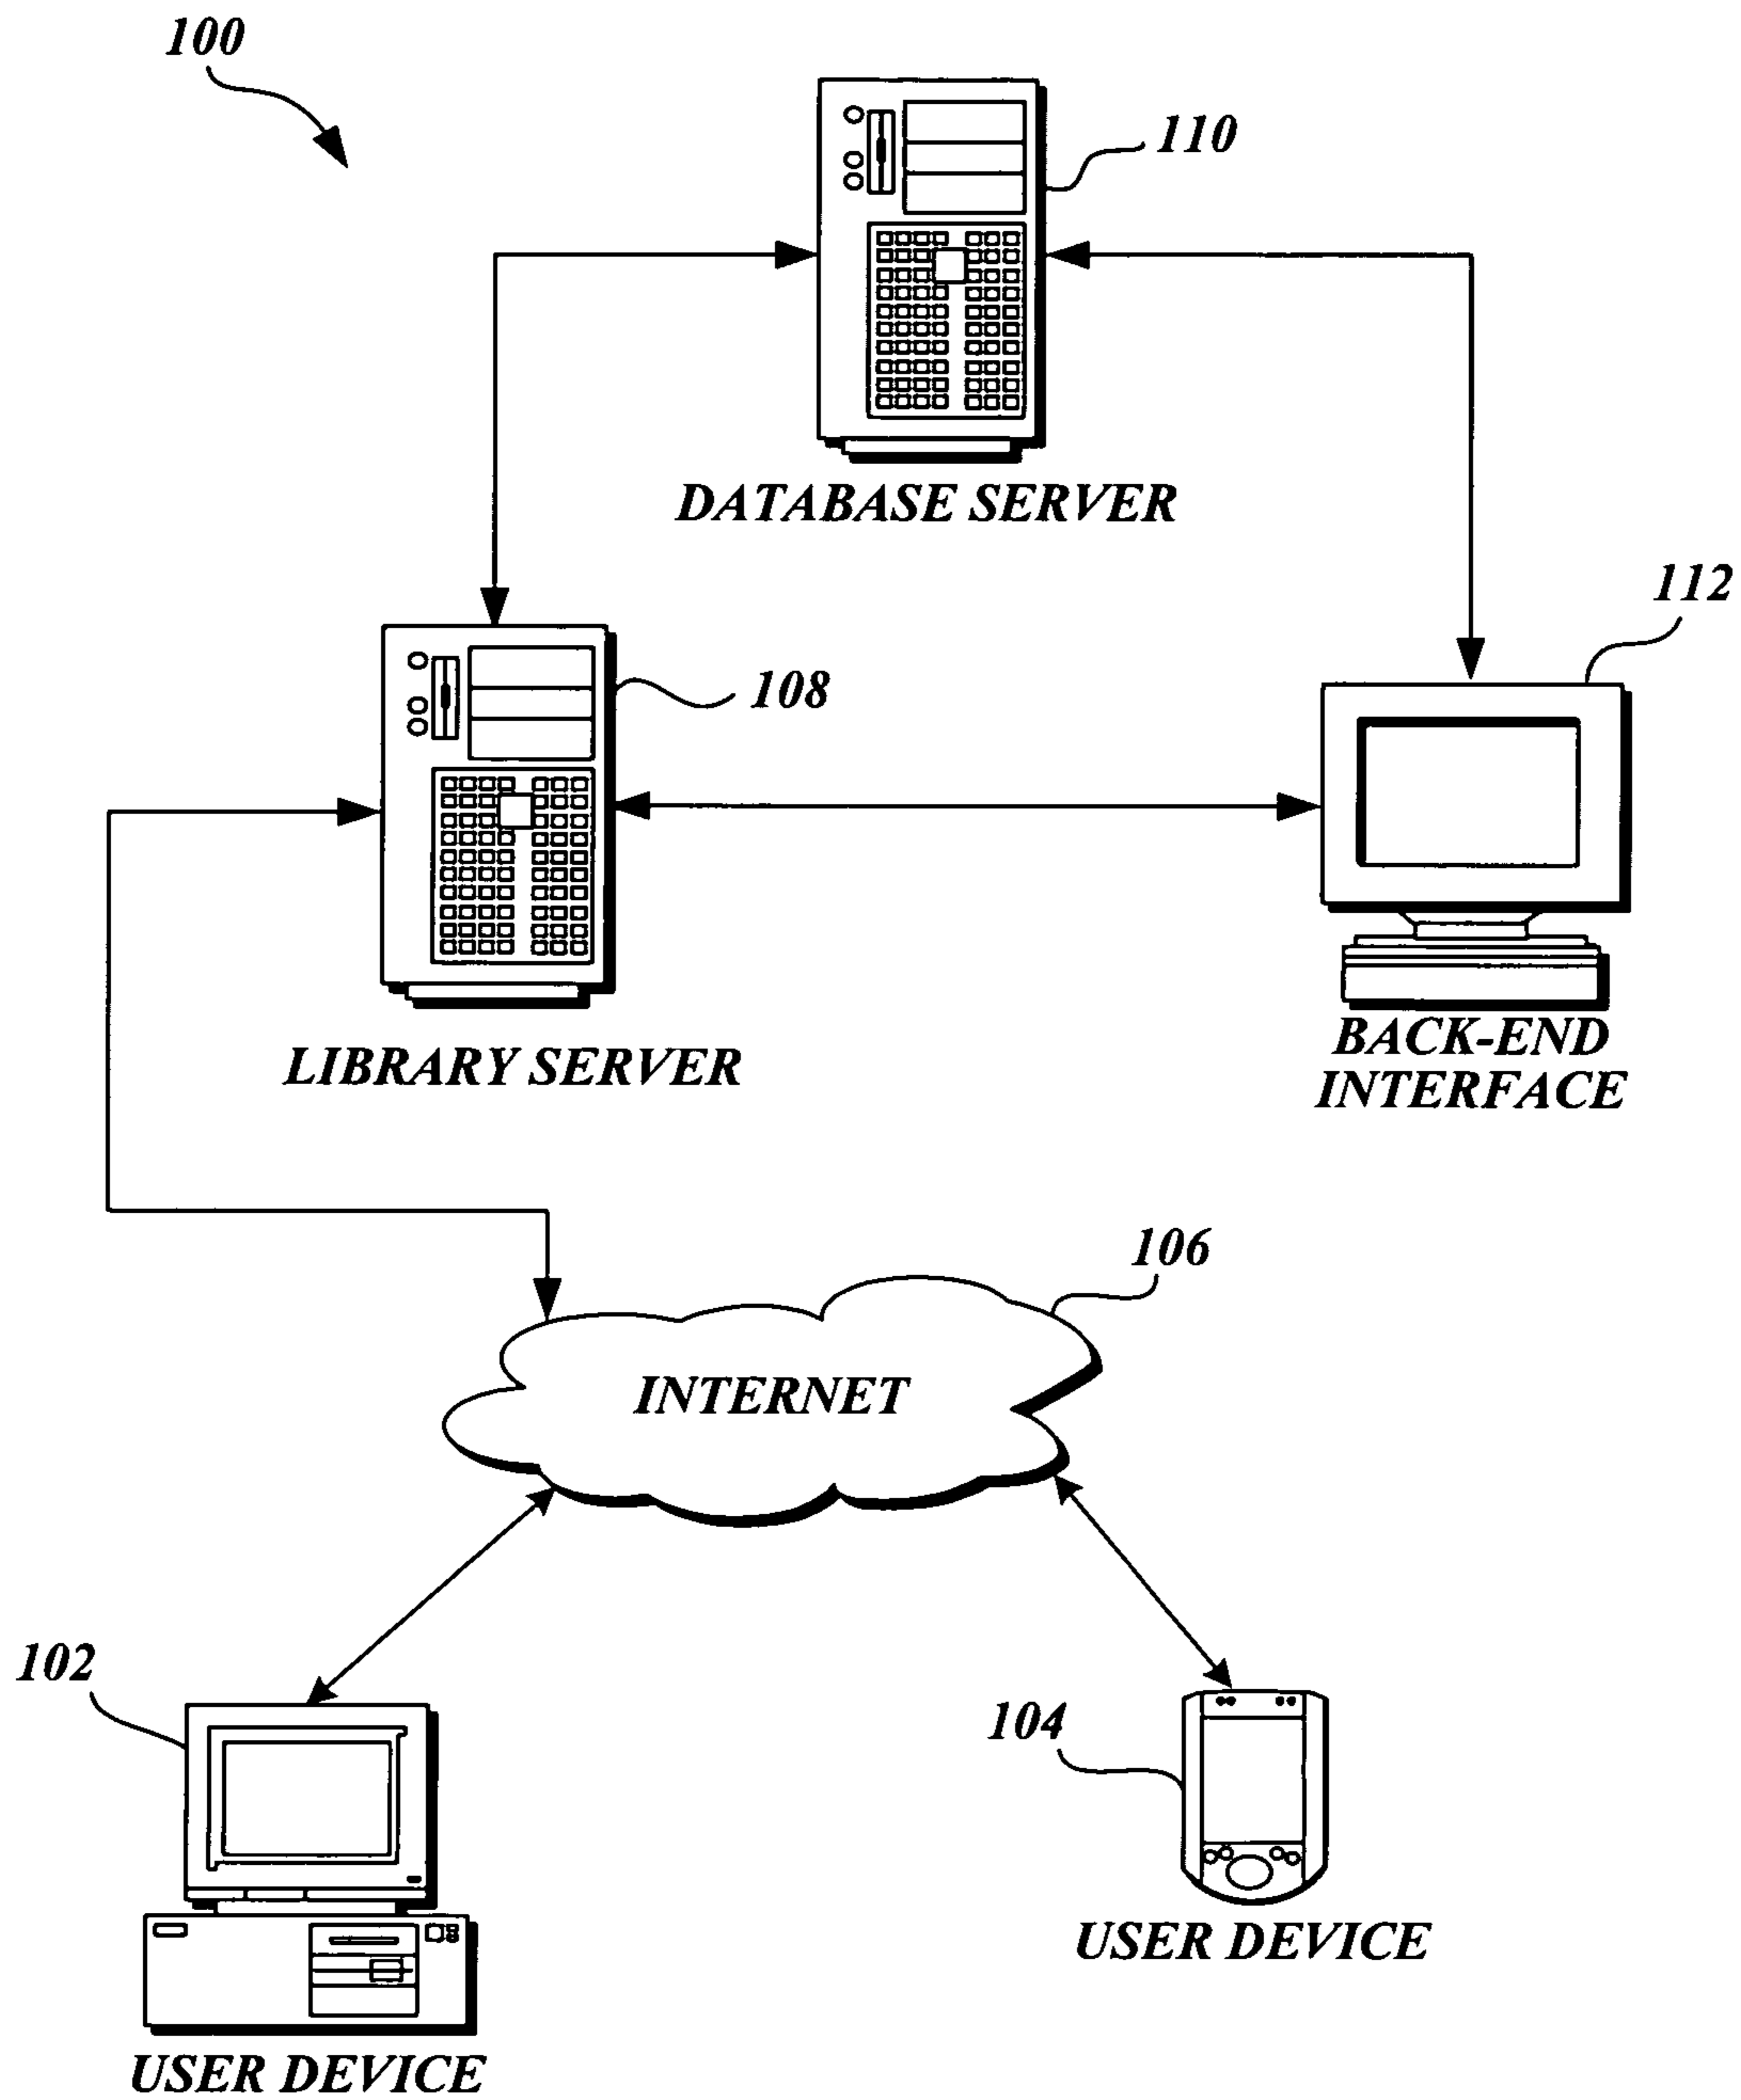 100
110
DATABASE SERVER
112
108
LIBRARY SERVER
BACK-END
INTERFACE
106
INTERNET
102
104
USER DEVICE
USER DEVICE